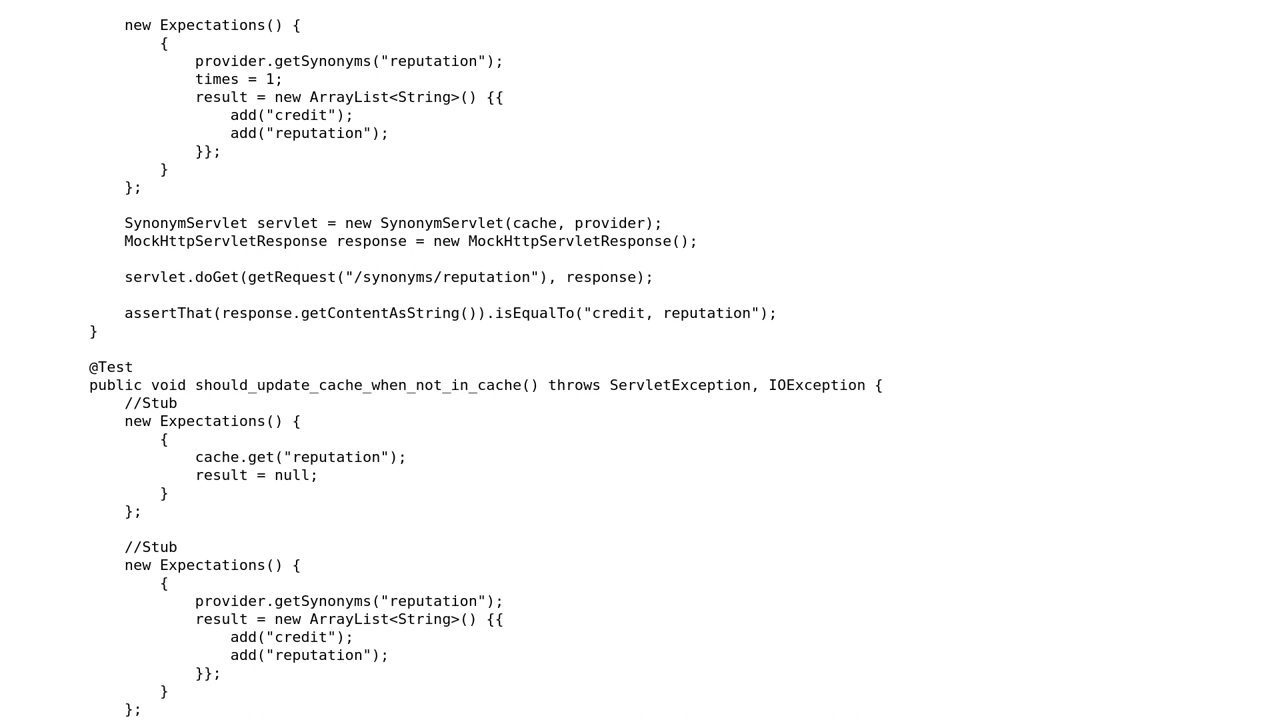 new Expectations() {
{
provider.getSynonyms("reputation");
times = 1;
result = new ArrayList<String>() {{
add("credit");
add("reputation");
}};
}
};
SynonymServlet servlet = new SynonymServlet(cache, provider);
MockHttpServletResponse response = new MockHttpServletResponse();
servlet.doGet(getRequest("/synonyms/reputation"), response);
assertThat(response.getContentAsString()).isEqualTo("credit, reputation");
}
@Test
public void should_update_cache_when_not_in_cache() throws ServletException, IOException {
//Stub
new Expectations() {
{
cache.get("reputation");
result = null;
}
};
//Stub
new Expectations() {
{
provider.getSynonyms("reputation");
result = new ArrayList<String>() {{
add("credit");
add("reputation");
}};
}
};